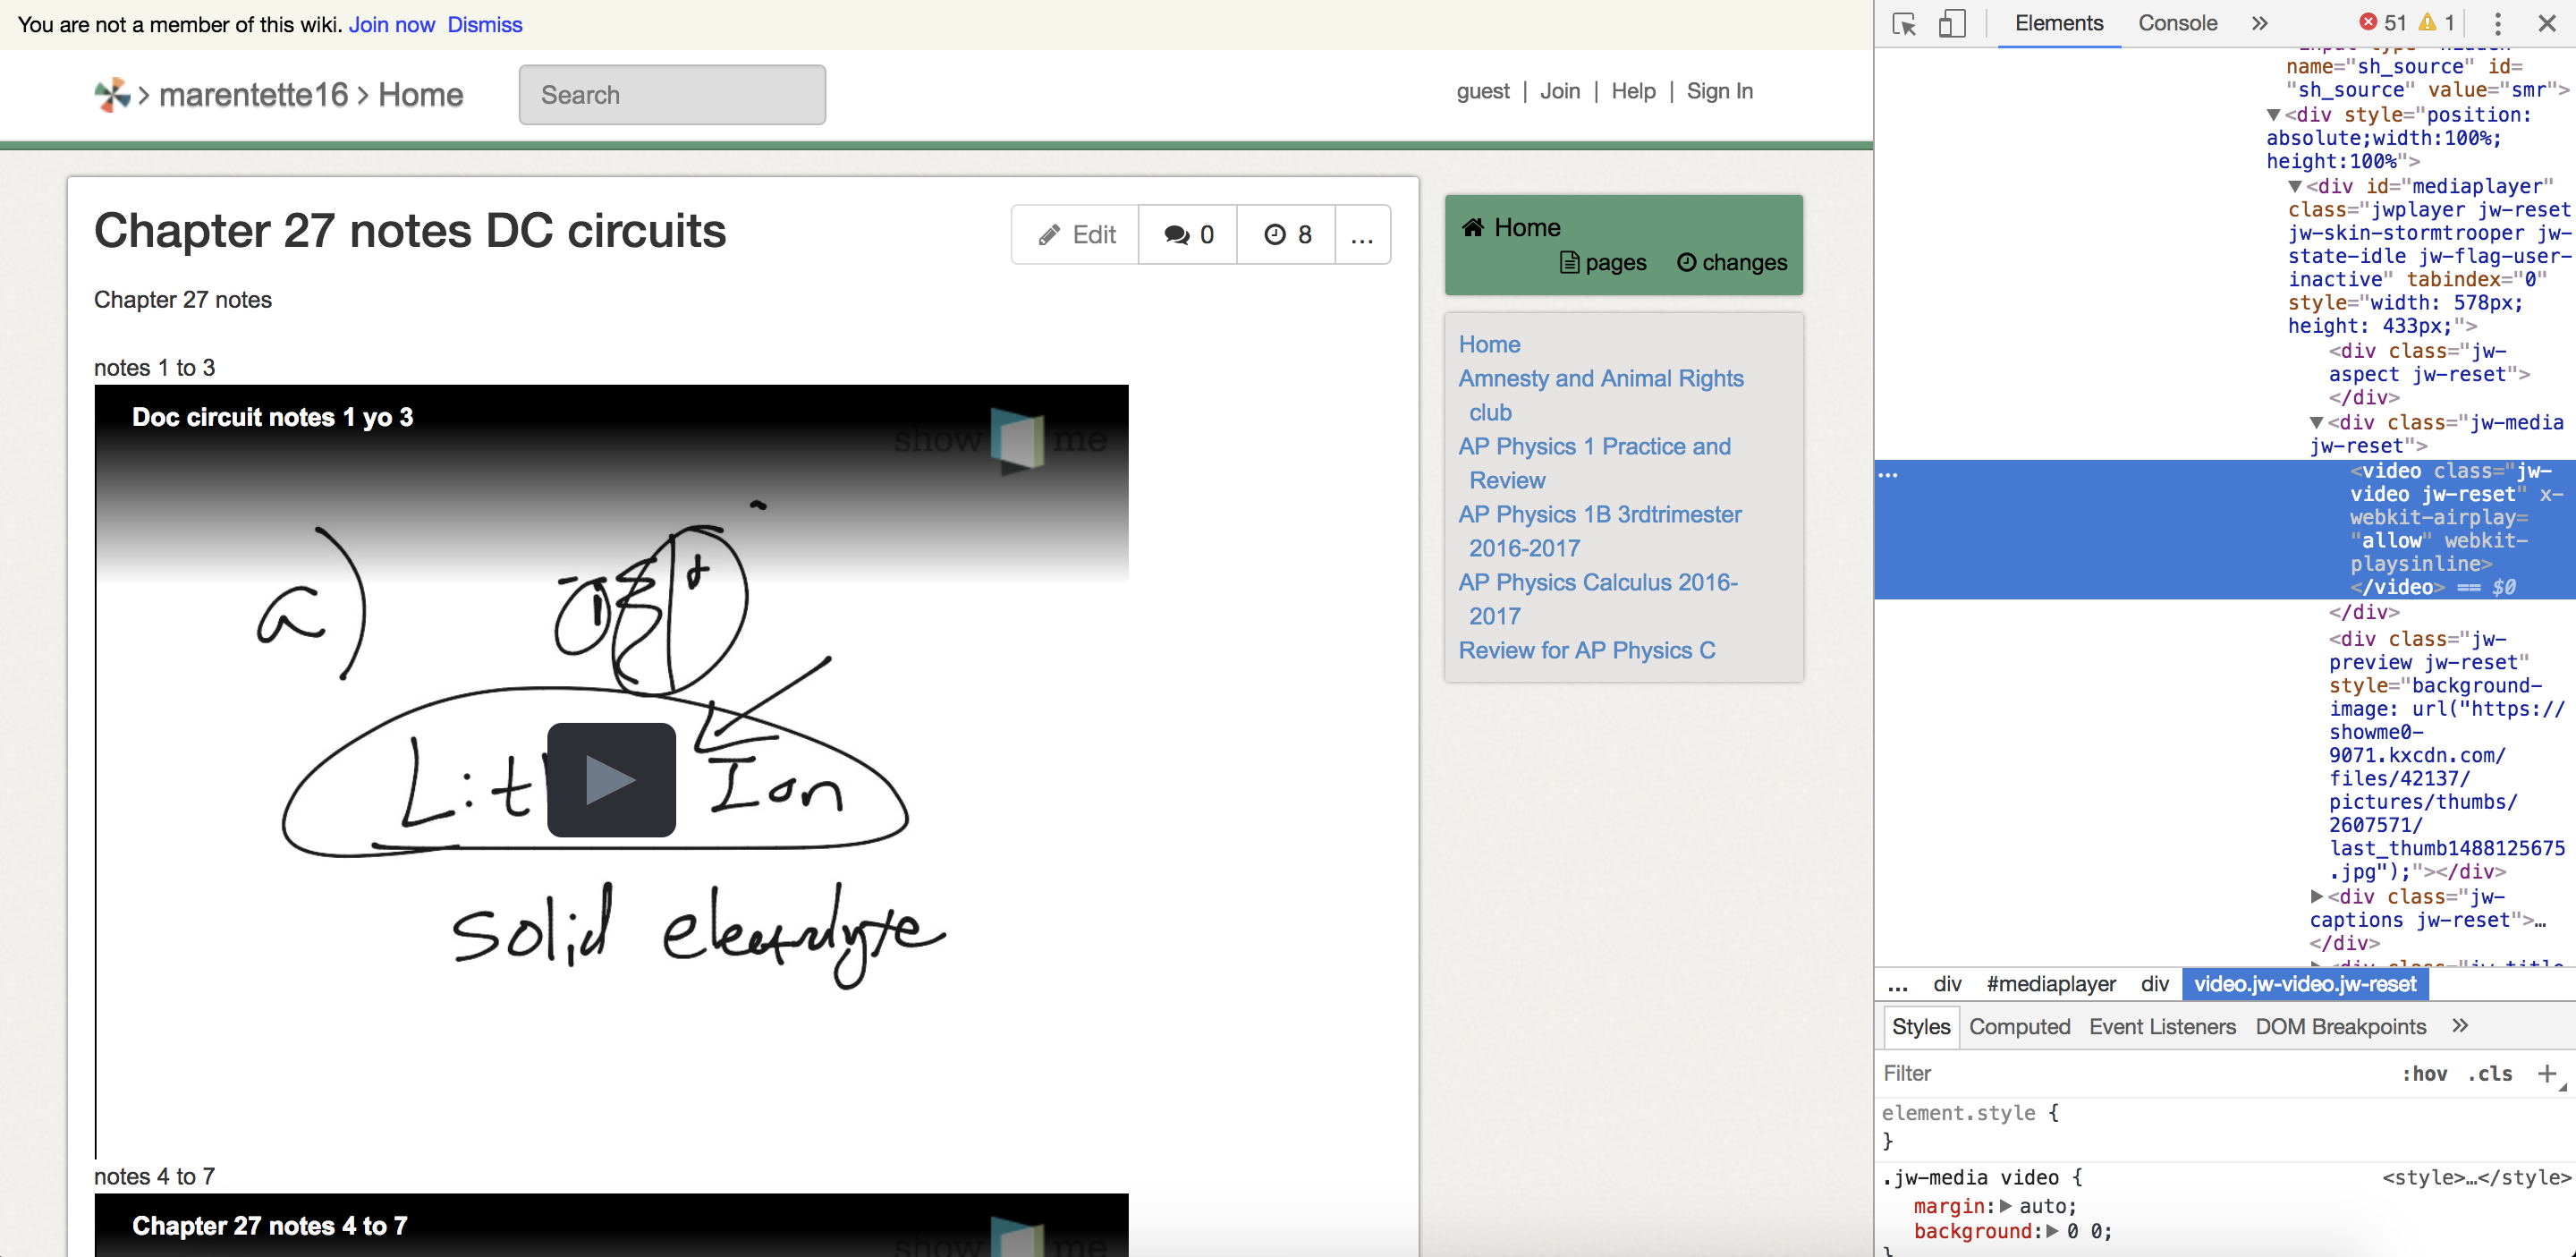 You are not a member of this wiki. Join now Dismiss
> marentette16 > Home
Search
guest | Join | Help | Sign In
Chapter 27 notes DC circuits
Edit 0 8 ...
Chapter 27 notes
notes 1 to 3
Doc circuit notes 1 yo 3
show me
a)
Lit Ion
solid electrolyte
notes 4 to 7
Chapter 27 notes 4 to 7
show me
Home
pages changes
Home
Amnesty and Animal Rights
club
AP Physics 1 Practice and
Review
AP Physics 1B 3rdtrimester
2016-2017
AP Physics Calculus 2016-
2017
Review for AP Physics C
Elements Console » 51 1
name="sh_source" id=
"sh_source" value="smr">
▼<div style="position:
absolute;width:100%;
height:100%">
▼<div id="mediaplayer"
class="jwplayer jw-reset
jw-skin-stormtrooper jw-
state-idle jw-flag-user-
inactive" tabindex="0"
style="width: 578px;
height: 433px;">
<div class="jw-
aspect jw-reset">
</div>
▼<div class="jw-media
jw-reset">
... <video class="jw-
video jw-reset" x-
webkit-airplay=
"allow" webkit-
playsinline>
</video> == $0
</div>
<div class="jw-
preview jw-reset"
style="background-
image: url("https://
showme0-
9071.kxcdn.com/
files/42137/
pictures/thumbs/
2607571/
last_thumb1488125675
.jpg");"></div>
▶<div class="jw-
captions jw-reset">…
</div>
... div #mediaplayer div video.jw-video.jw-reset
Styles Computed Event Listeners DOM Breakpoints »
Filter :hov .cls +
element.style {
}
.jw-media video { <style>…</style>
margin:▶ auto;
background:▶ 0 0;
}